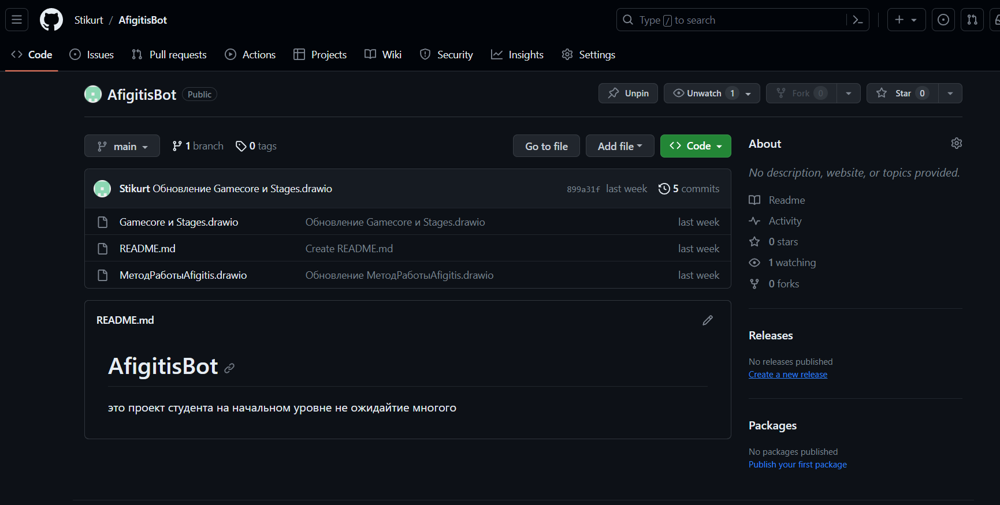 Stikurt / AfigitisBot
Type / to search
Code Issues Pull requests Actions Projects Wiki Security Insights Settings
AfigitisBot Public
Unpin Unwatch 1 Fork 0 Star 0
main 1 branch 0 tags Go to file Add file Code
Stikurt Обновление Gamecore и Stages.drawio 899a31f last week 5 commits
Gamecore и Stages.drawio Обновление Gamecore и Stages.drawio last week
README.md Create README.md last week
МетодРаботыAfigitis.drawio Обновление МетодРаботыAfigitis.drawio last week
README.md
AfigitisBot
это проект студента на начальном уровне не ожидайтие многого
About
No description, website, or topics provided.
Readme
Activity
0 stars
1 watching
0 forks
Releases
No releases published
Create a new release
Packages
No packages published
Publish your first package